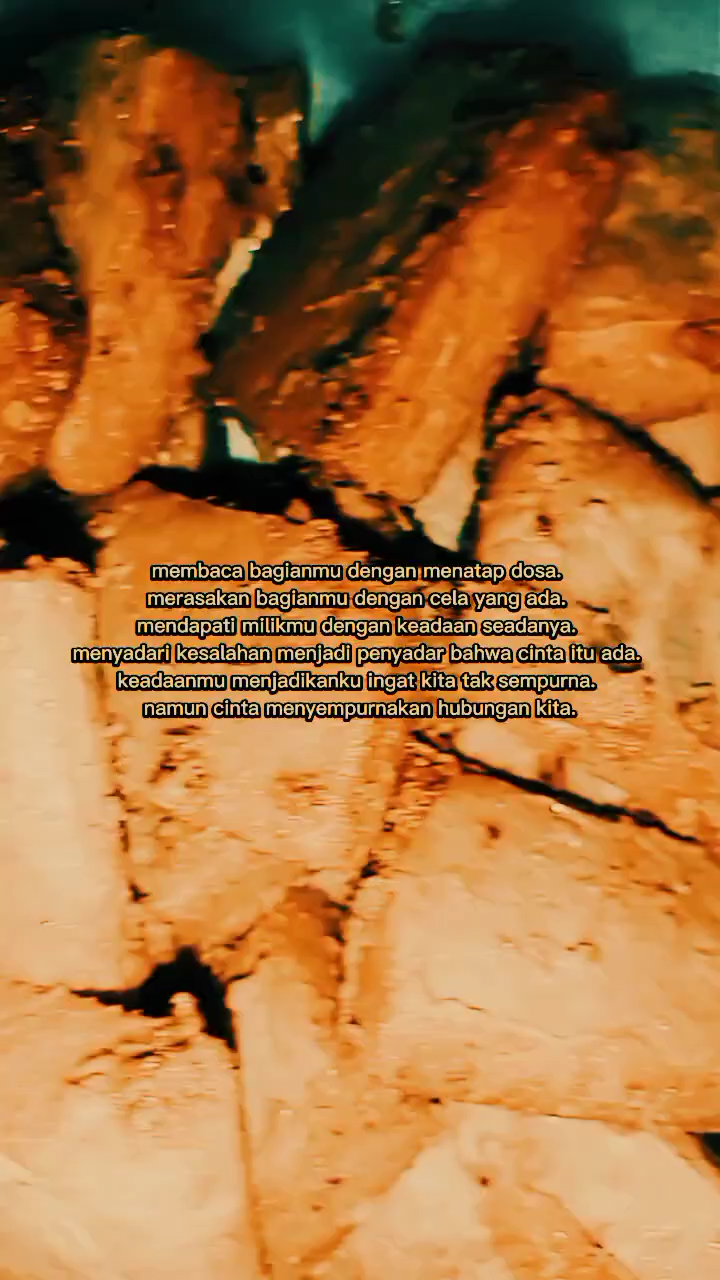 membaca bagianmu dengan menatap dosa.
merasakan bagianmu dengan cela yang ada.
mendapati milikmu dengan keadaan seadanya.
menyadari kesalahan menjadi penyadar bahwa cinta itu ada.
keadaanmu menjadikanku ingat kita tak sempurna.
namun cinta menyempurnakan hubungan kita.